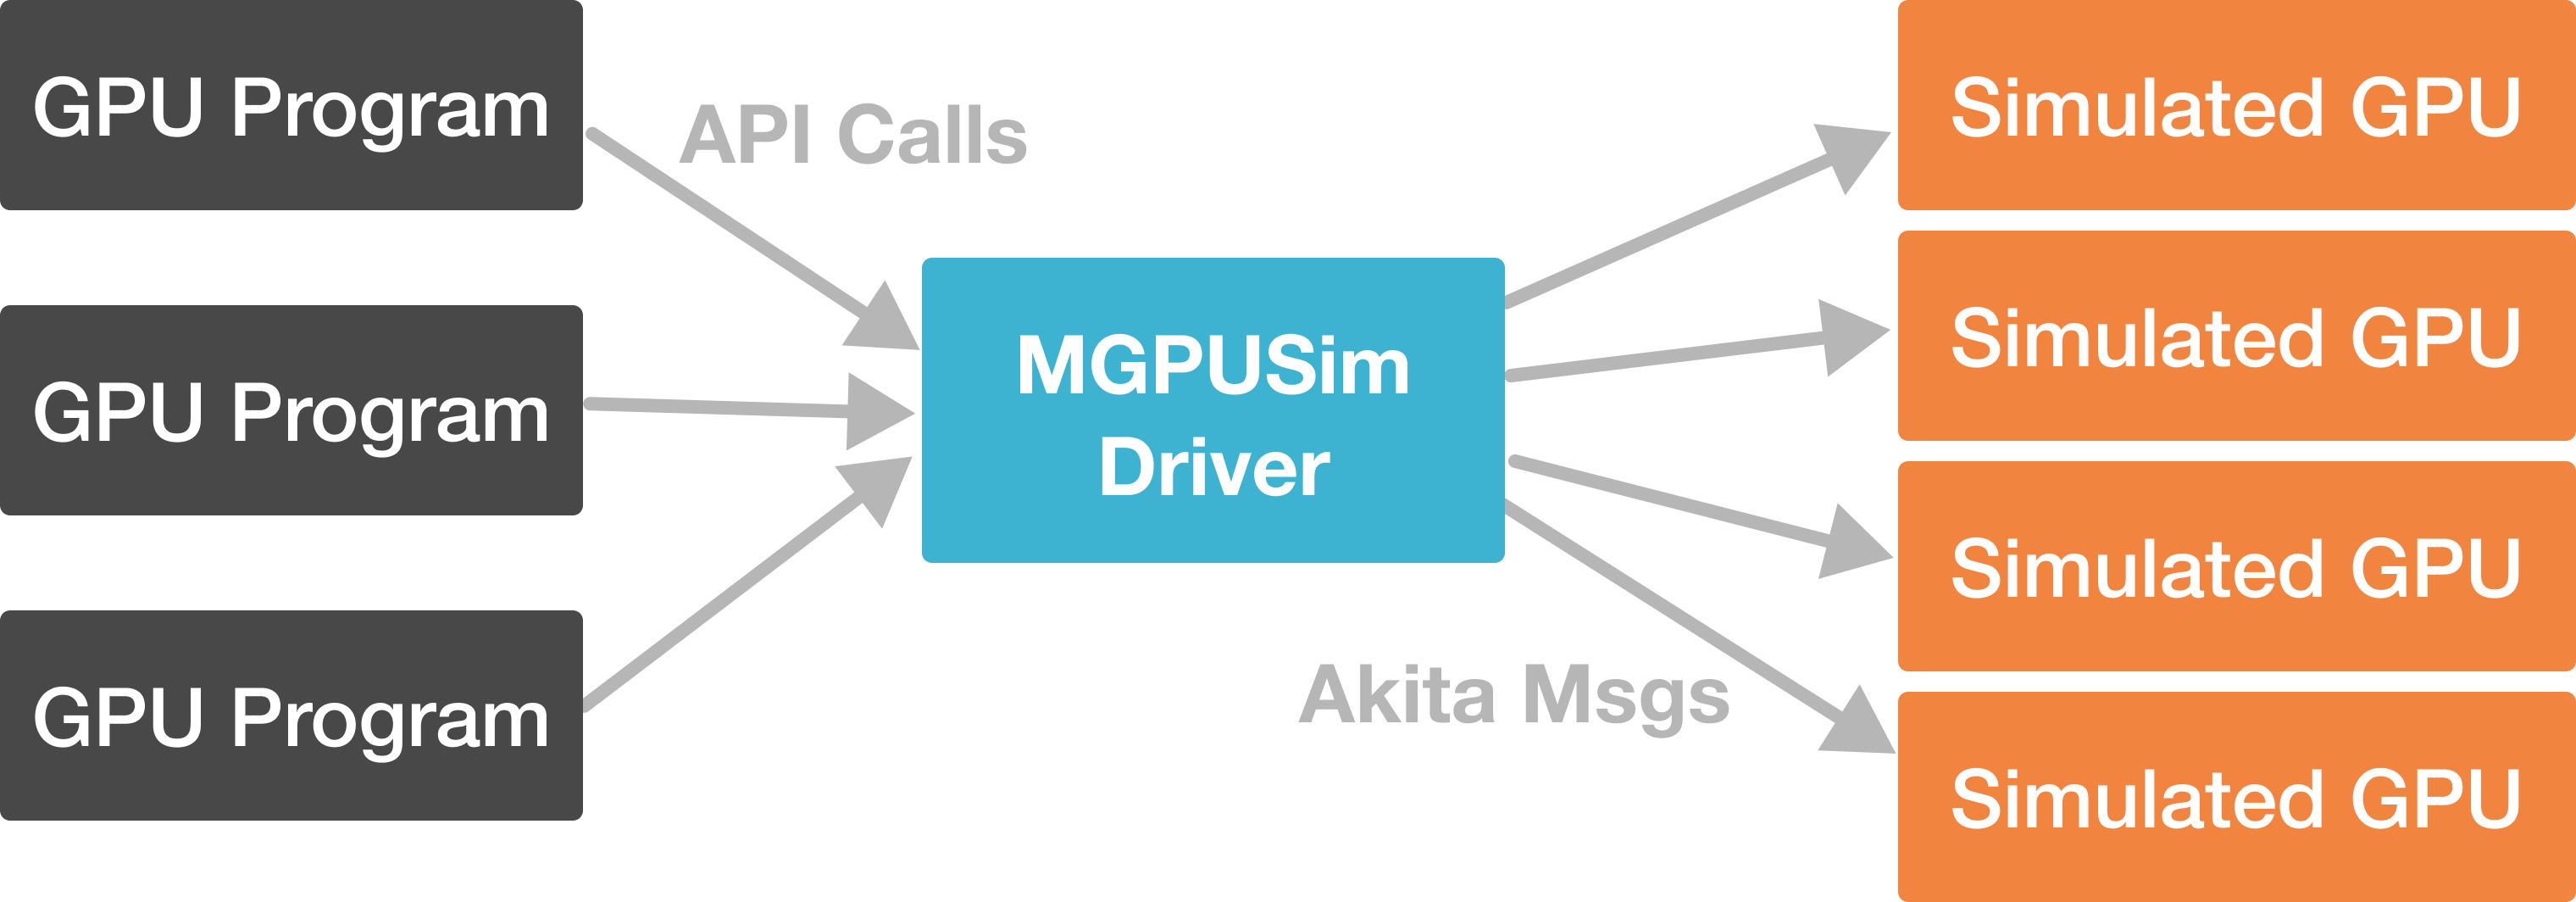 GPU Program
API Calls
GPU Program
GPU Program
MGPUSim
Driver
Akita Msgs
Simulated GPU
Simulated GPU
Simulated GPU
Simulated GPU